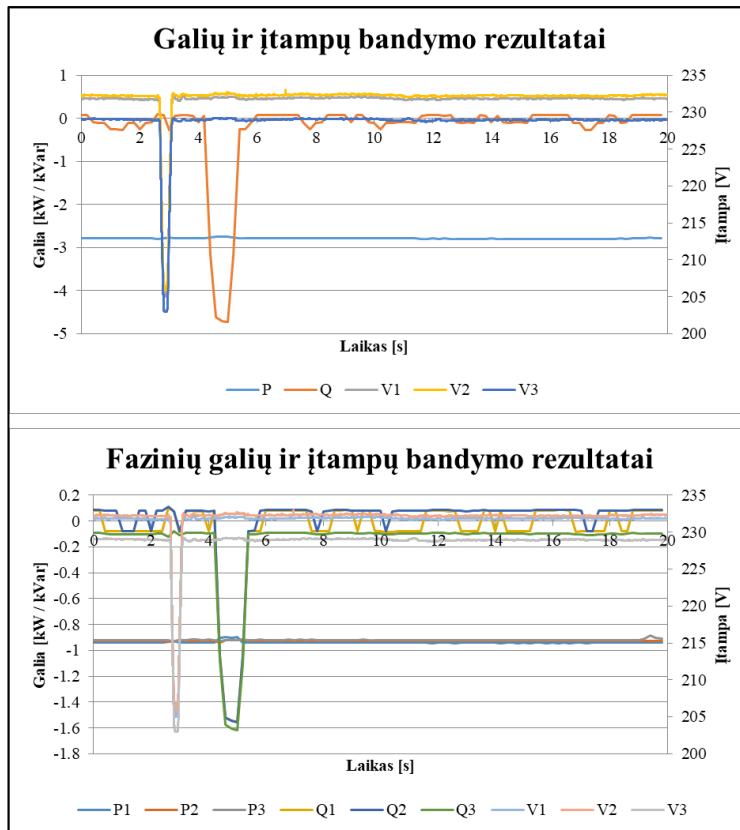 Galių ir įtampų bandymo rezultatai
1
0
-1
-2
-3
-4
-5
Galia [kW / kVar]
0 2 4 6 8 10 12 14 16 18 20
235
230
225
220
215
210
205
200
Įtampa [V]
Laikas [s]
P Q V1 V2 V3
Fazinių galių ir įtampų bandymo rezultatai
0.2
0
-0.2
-0.4
-0.6
-0.8
-1
-1.2
-1.4
-1.6
-1.8
Galia [kW / kVar]
0 2 4 6 8 10 12 14 16 18 20
235
230
225
220
215
210
205
200
Įtampa [V]
Laikas [s]
P1 P2 P3 Q1 Q2 Q3 V1 V2 V3